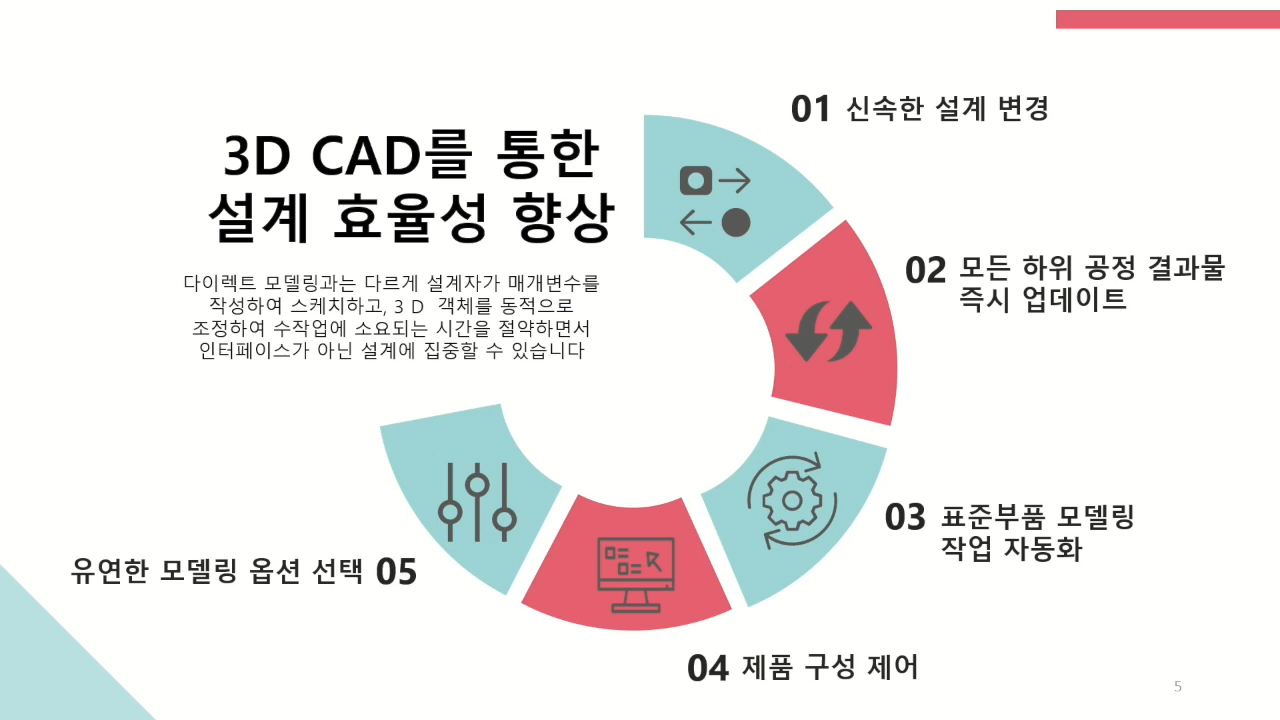 3D CAD를 통한
설계 효율성 향상
다이렉트 모델링과는 다르게 설계자가 매개변수를
작성하여 스케치하고, 3 D 객체를 동적으로
조정하여 수작업에 소요되는 시간을 절약하면서
인터페이스가 아닌 설계에 집중할 수 있습니다
01 신속한 설계 변경
02 모든 하위 공정 결과물
즉시 업데이트
03 표준부품 모델링
작업 자동화
04 제품 구성 제어
유연한 모델링 옵션 선택 05
5